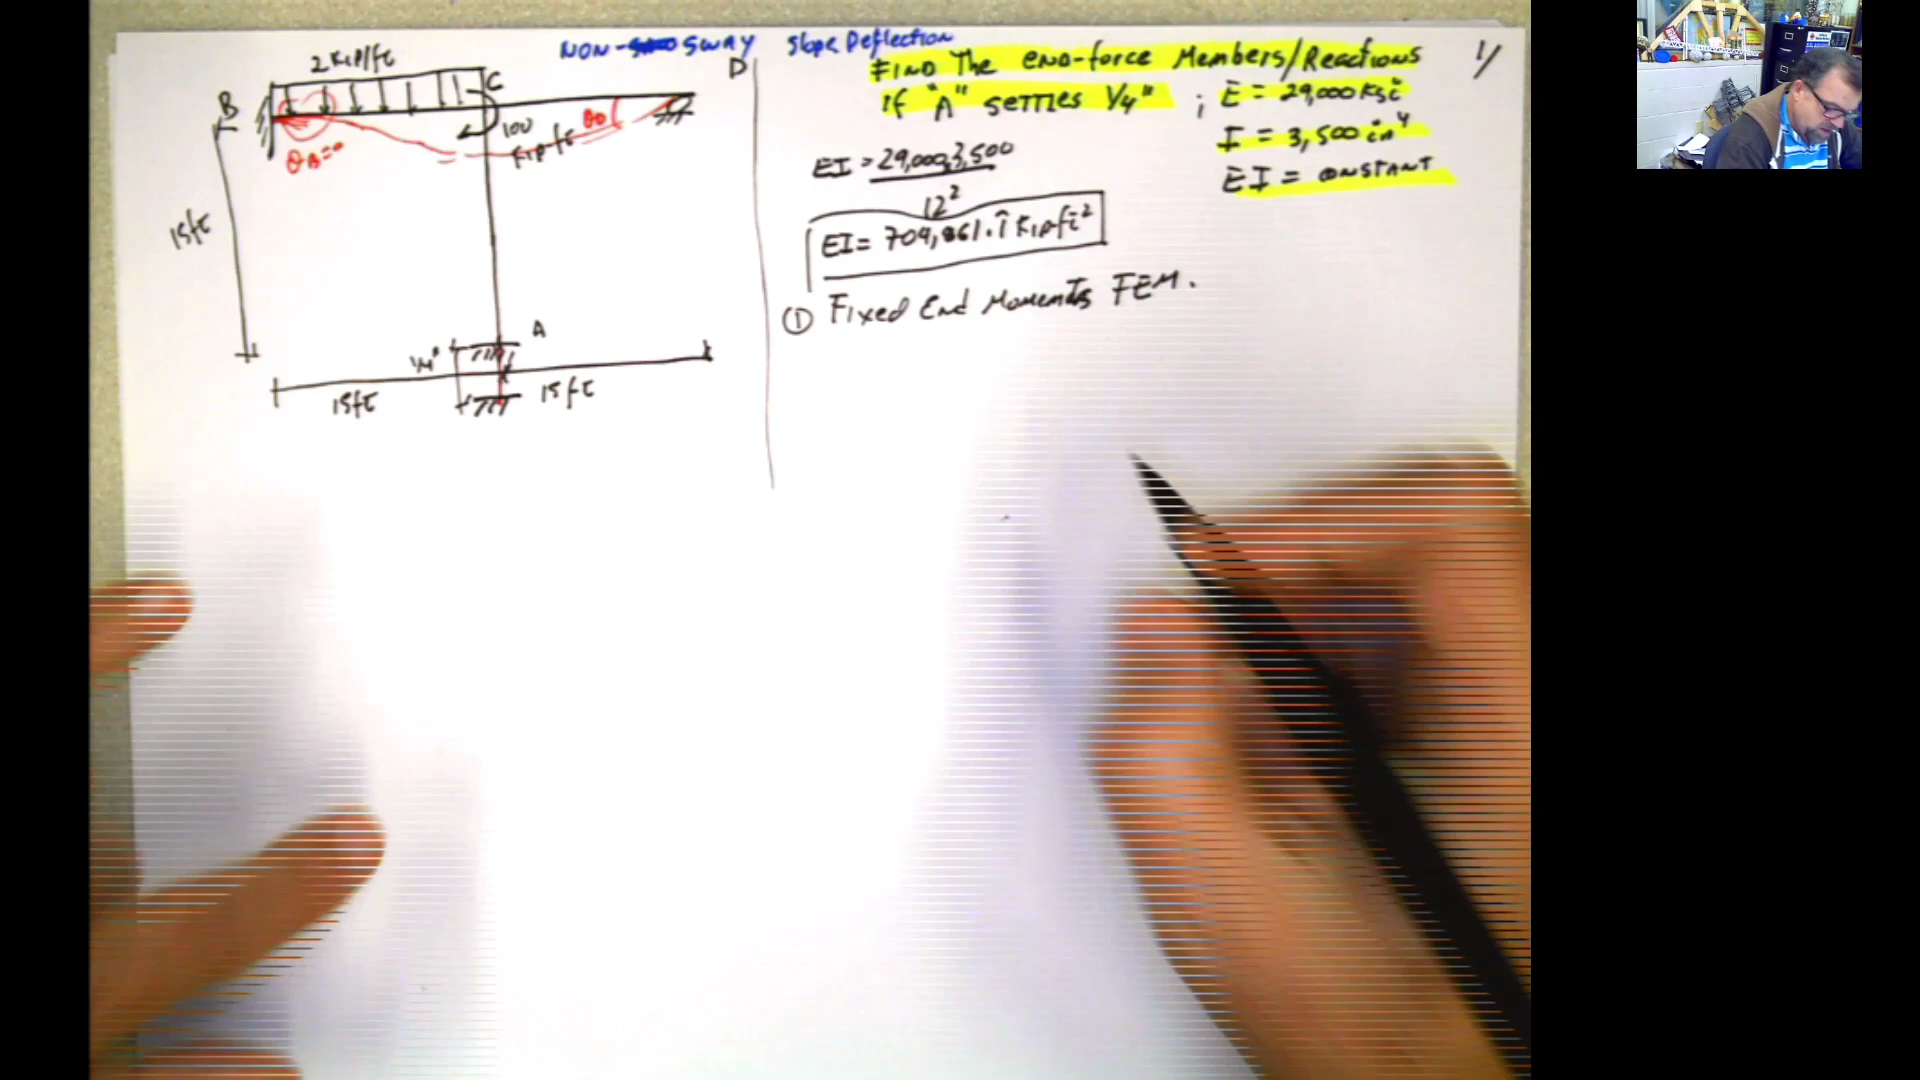 NON-SWAY Slope Deflection
2 Kip/ft
B
C
D
100
Kip/ft
θD
θB=0
15ft
A
1/4"
15ft
15ft
FIND The end-force Members/Reactions
if "A" settles 1/4" ; E = 29,000 Ksi
I = 3,500 in⁴
EI = constant
EI = 29,000 3,500
12²
EI = 709,861.1̂ Kip ft²
① Fixed End Moments FEM.
1/